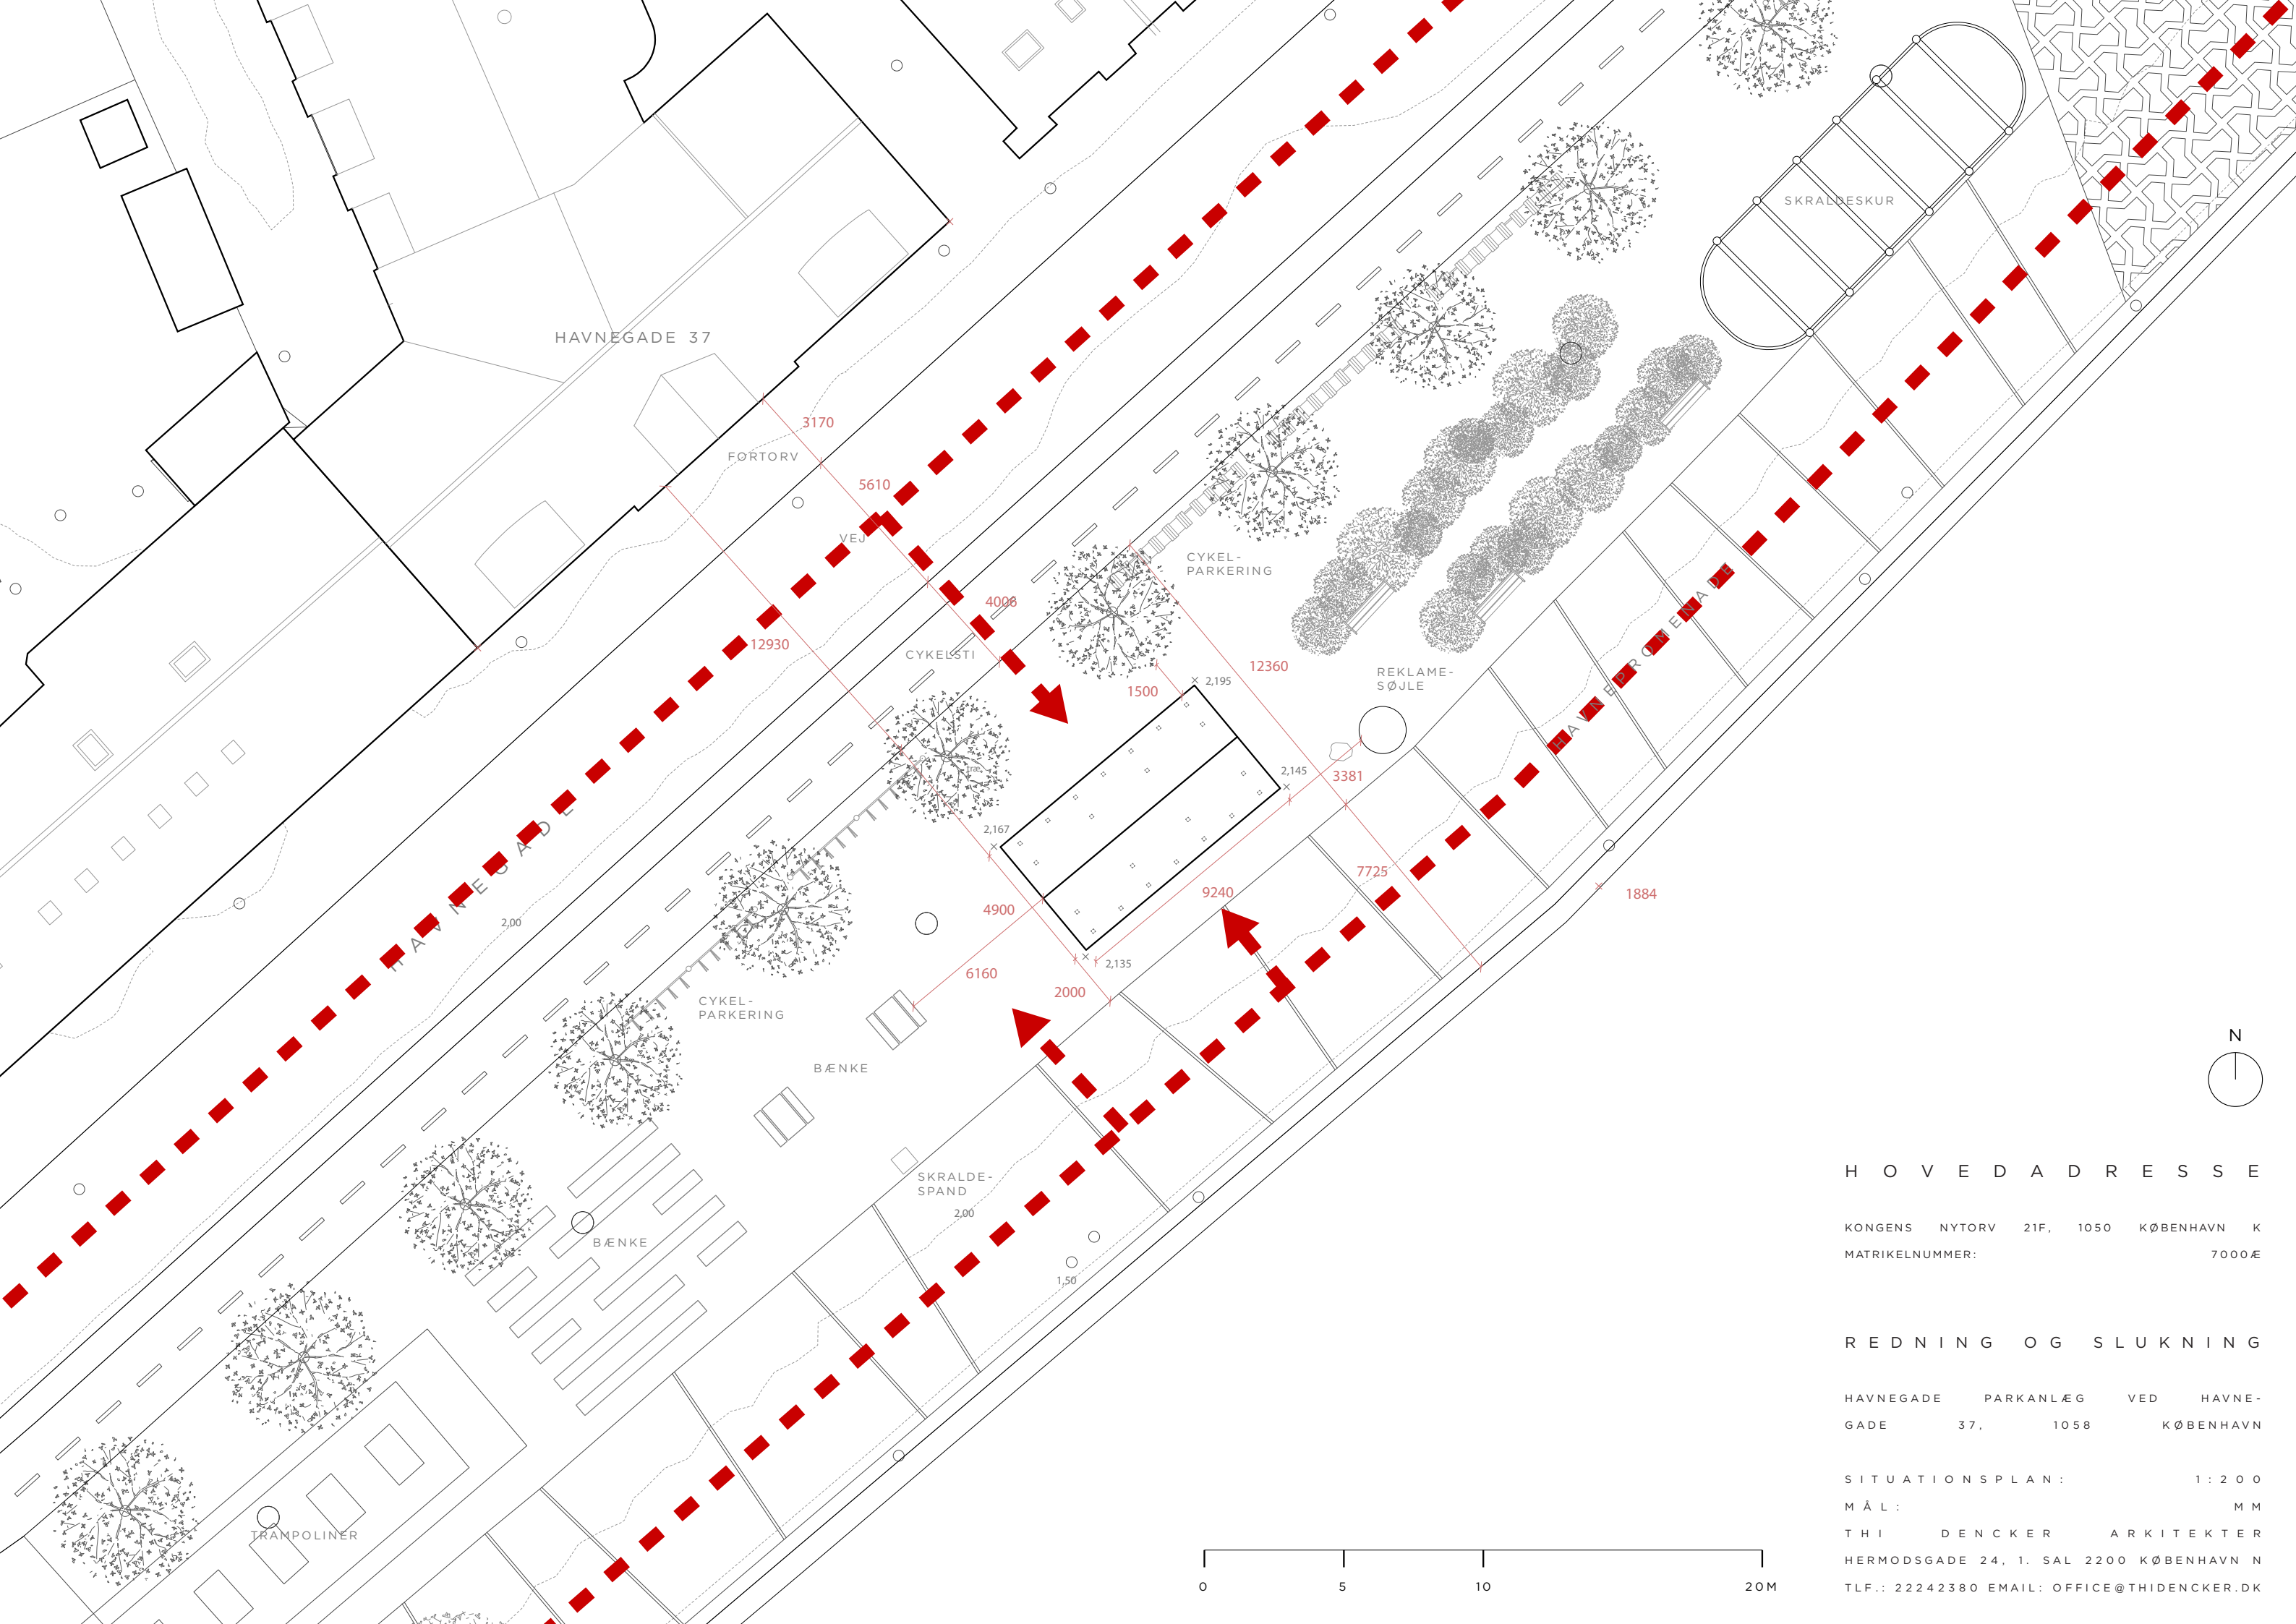 SKRALDESKUR
HAVNEGADE 37
3170
FORTORV
5610
VEJ
CYKEL-
PARKERING
4006
12930
CYKELSTI
12360
REKLAME-
SØJLE
HAVNEPROMENADE
1500
2,195
træ
2,145
3381
2,167
HAVNEGADE
7725
9240
1884
4900
2,00
2,135
6160
2000
CYKEL-
PARKERING
BÆNKE
SKRALDE-
SPAND
2,00
BÆNKE
1,50
TRAMPOLINER
N
HOVEDADRESSE
KONGENS NYTORV 21F, 1050 KØBENHAVN K
MATRIKELNUMMER: 7000Æ
REDNING OG SLUKNING
HAVNEGADE PARKANLÆG VED HAVNE-
GADE 37, 1058 KØBENHAVN
SITUATIONSPLAN: 1:200
MÅL: MM
THI DENCKER ARKITEKTER
HERMODSGADE 24, 1. SAL 2200 KØBENHAVN N
TLF.: 22242380 EMAIL: OFFICE@THIDENCKER.DK
0 5 10 20M